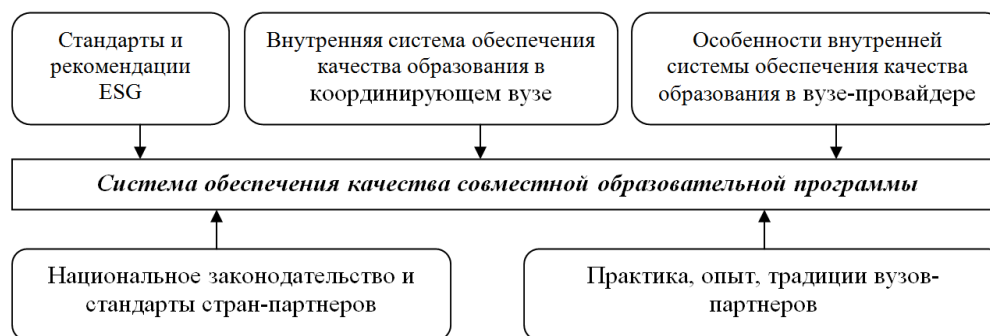 Стандарты и
рекомендации
ESG
Внутренняя система обеспечения
качества образования в
координирующем вузе
Особенности внутренней
системы обеспечения качества
образования в вузе-провайдере
Система обеспечения качества совместной образовательной программы
Национальное законодательство и
стандарты стран-партнеров
Практика, опыт, традиции вузов-
партнеров